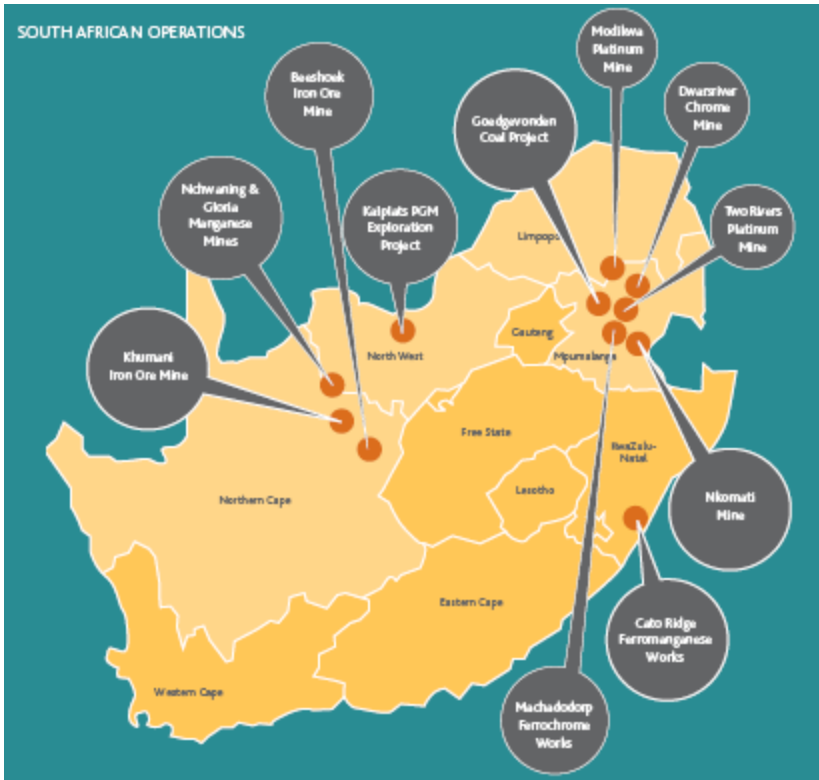 SOUTH AFRICAN OPERATIONS
Modikwa
Platinum
Mine
Beeshoek
Iron Ore
Mine
Dwarsriver
Chrome
Mine
Goedgevonden
Coal Project
Nchwaning &
Gloria
Manganese
Mines
Kalplats PGM
Exploration
Project
Two Rivers
Platinum
Mine
Limpopo
Khumani
Iron Ore Mine
Gauteng
North West
Mpumalanga
Free State
KwaZulu-
Natal
Lesotho
Northern Cape
Nkomati
Mine
Eastern Cape
Cato Ridge
Ferromanganese
Works
Western Cape
Machadodorp
Ferrochrome
Works